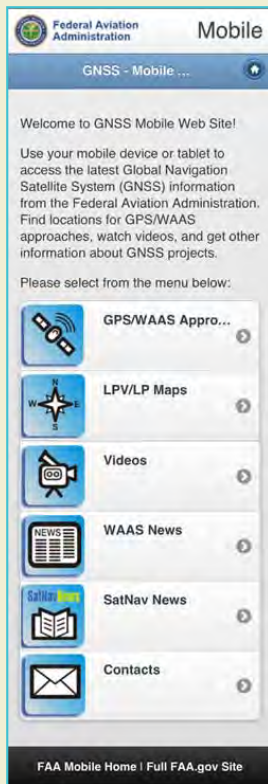 Federal Aviation
Administration
Mobile
GNSS - Mobile ...
Welcome to GNSS Mobile Web Site!
Use your mobile device or tablet to
access the latest Global Navigation
Satellite System (GNSS) information
from the Federal Aviation Administration.
Find locations for GPS/WAAS
approaches, watch videos, and get other
information about GNSS projects.
Please select from the menu below:
GPS/WAAS Appro...
N
W E
S
LPV/LP Maps
Videos
NEWS
WAAS News
SatNav News
SatNav News
Contacts
FAA Mobile Home | Full FAA.gov Site